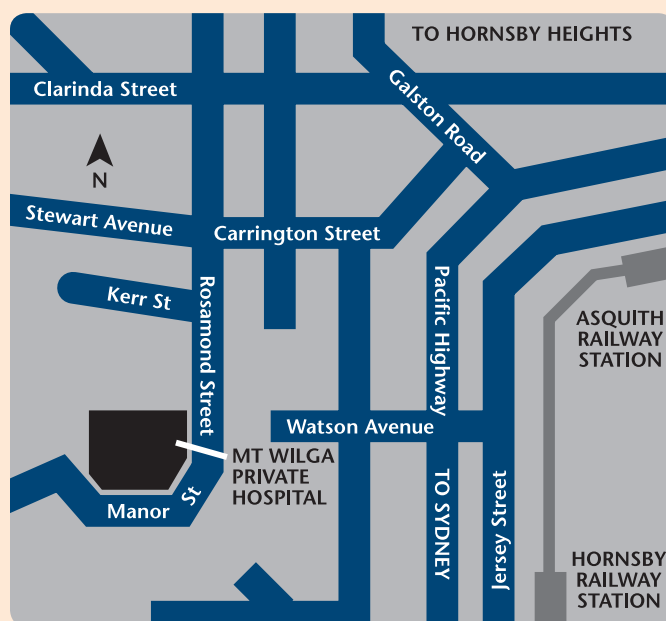 TO HORNSBY HEIGHTS
Clarinda Street
Galston Road
N
Stewart Avenue
Carrington Street
Kerr St
Rosamond Street
Pacific Highway
ASQUITH
RAILWAY
STATION
Watson Avenue
MT WILGA
PRIVATE
HOSPITAL
Manor St
TO SYDNEY
Jersey Street
HORNSBY
RAILWAY
STATION